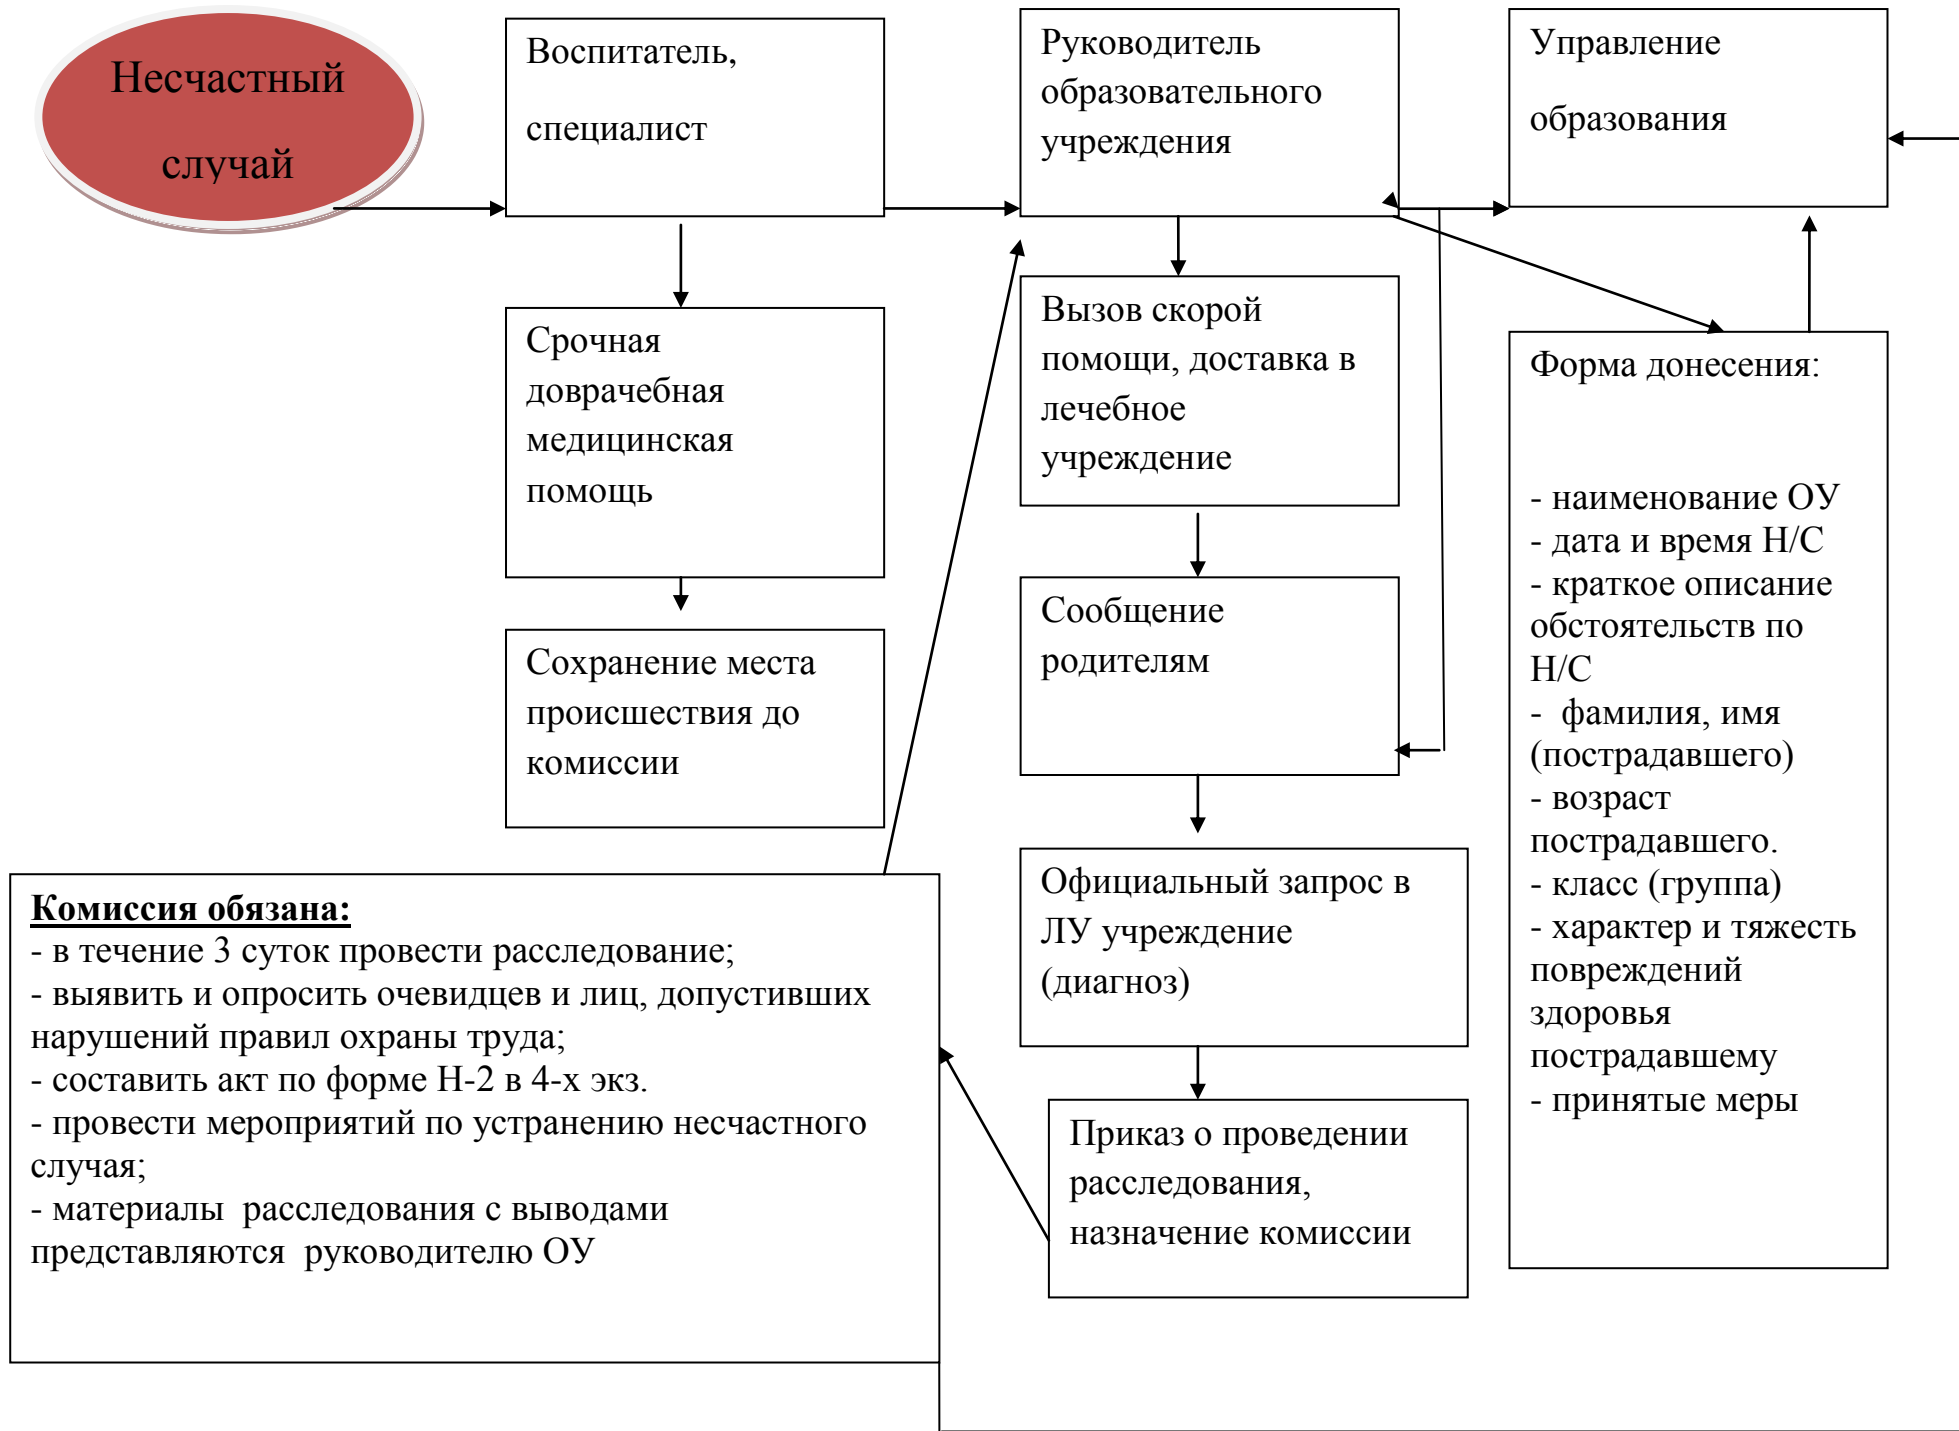 Несчастный
случай
Воспитатель,
специалист
Руководитель
образовательного
учреждения
Управление
образования
Срочная
доврачебная
медицинская
помощь
Вызов скорой
помощи, доставка в
лечебное
учреждение
Форма донесения:
- наименование ОУ
- дата и время Н/С
- краткое описание
обстоятельств по
Н/С
-  фамилия, имя
(пострадавшего)
- возраст
пострадавшего.
- класс (группа)
- характер и тяжесть
повреждений
здоровья
пострадавшему
- принятые меры
Сохранение места
происшествия до
комиссии
Сообщение
родителям
Официальный запрос в
ЛУ учреждение
(диагноз)
Приказ о проведении
расследования,
назначение комиссии
Комиссия обязана:
- в течение 3 суток провести расследование;
- выявить и опросить очевидцев и лиц, допустивших
нарушений правил охраны труда;
- составить акт по форме Н-2 в 4-х экз.
- провести мероприятий по устранению несчастного
случая;
- материалы  расследования с выводами
представляются  руководителю ОУ